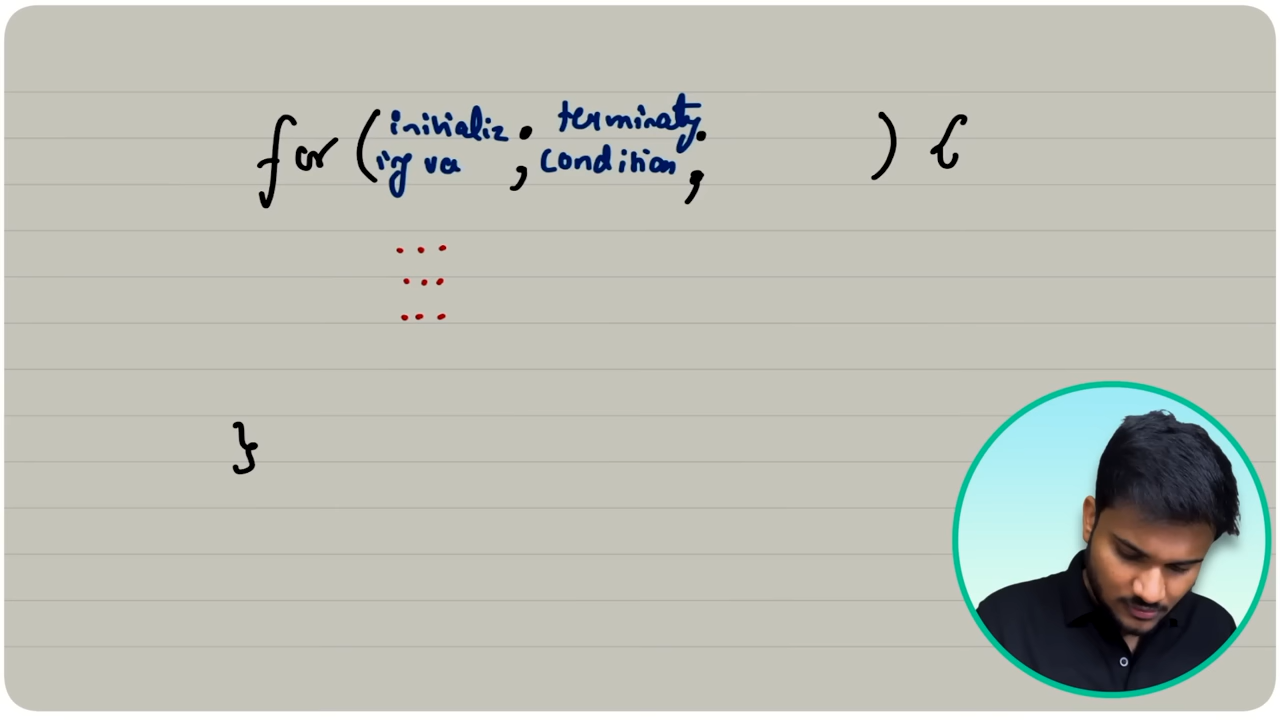 for (initializ ; terminaty ; ) {
ing va condition
...
...
...
}